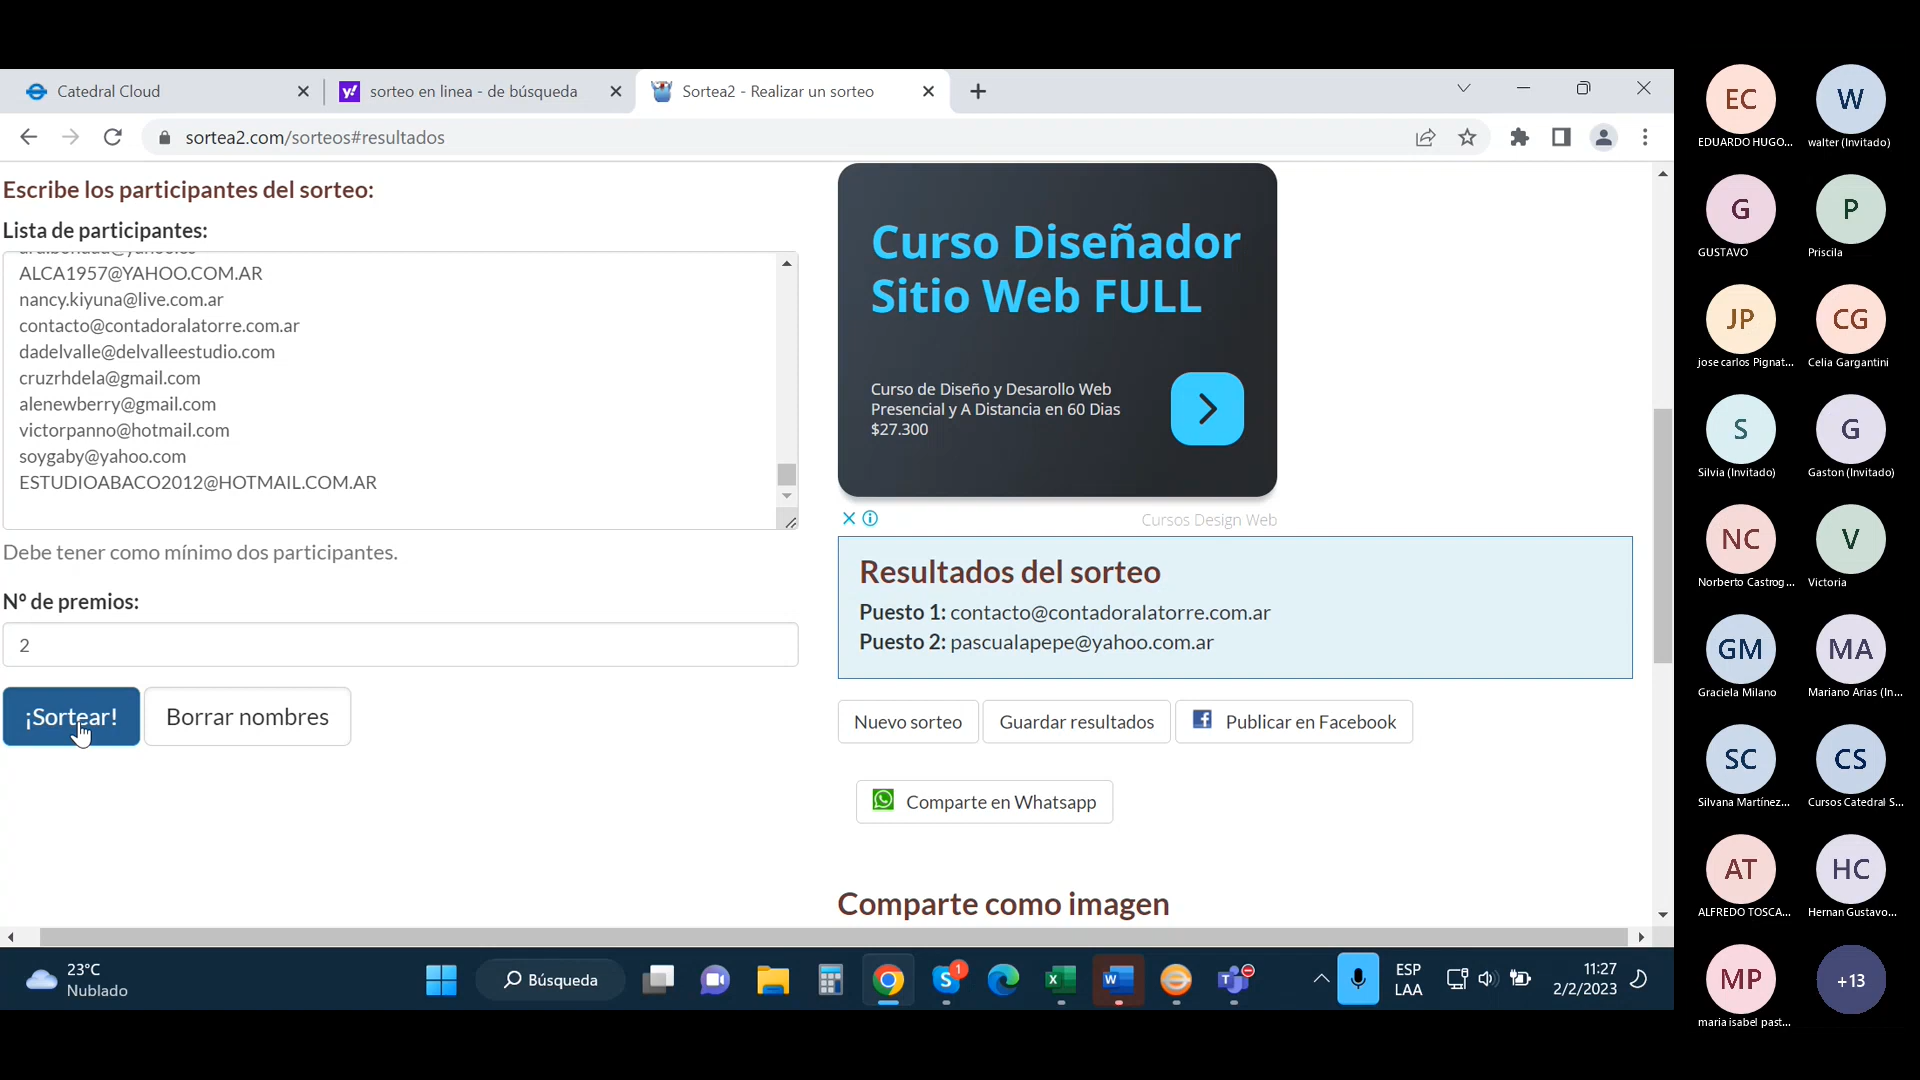 Catedral Cloud
sorteo en linea - de búsqueda
Sortea2 - Realizar un sorteo
sortea2.com/sorteos#resultados
Escribe los participantes del sorteo:
Lista de participantes:
ALCA1957@YAHOO.COM.AR
nancy.kiyuna@live.com.ar
contacto@contadoralatorre.com.ar
dadelvalle@delvalleestudio.com
cruzrhdela@gmail.com
alenewberry@gmail.com
victorpanno@hotmail.com
soygaby@yahoo.com
ESTUDIOABACO2012@HOTMAIL.COM.AR
Debe tener como mínimo dos participantes.
Nº de premios:
2
¡Sortear!
Borrar nombres
Curso Diseñador
Sitio Web FULL
Curso de Diseño y Desarollo Web
Presencial y A Distancia en 60 Dias
$27.300
Cursos Design Web
Resultados del sorteo
Puesto 1: contacto@contadoralatorre.com.ar
Puesto 2: pascualapepe@yahoo.com.ar
Nuevo sorteo
Guardar resultados
Publicar en Facebook
Comparte en Whatsapp
Comparte como imagen
23°C
Nublado
Búsqueda
1
ESP
LAA
11:27
2/2/2023
EC
EDUARDO HUGO...
W
walter (Invitado)
G
GUSTAVO
P
Priscila
JP
jose carlos Pignat...
CG
Celia Gargantini
S
Silvia (Invitado)
G
Gaston (Invitado)
NC
Norberto Castrog...
V
Victoria
GM
Graciela Milano
MA
Mariano Arias (In...
SC
Silvana Martínez...
CS
Cursos Catedral S...
AT
ALFREDO TOSCA...
HC
Hernan Gustavo...
MP
maria isabel past...
+13